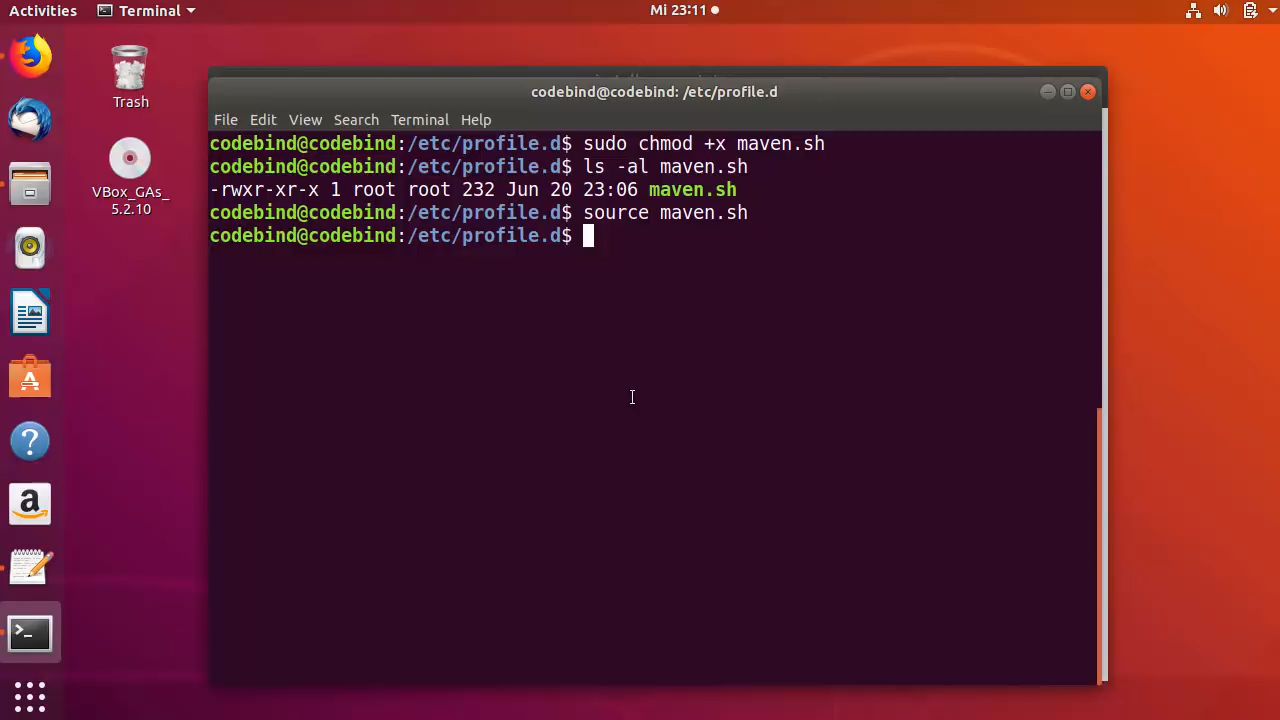 Activities Terminal Mi 23:11
Trash
VBox_GAs_
5.2.10
codebind@codebind: /etc/profile.d
File Edit View Search Terminal Help
codebind@codebind:/etc/profile.d$ sudo chmod +x maven.sh
codebind@codebind:/etc/profile.d$ ls -al maven.sh
-rwxr-xr-x 1 root root 232 Jun 20 23:06 maven.sh
codebind@codebind:/etc/profile.d$ source maven.sh
codebind@codebind:/etc/profile.d$